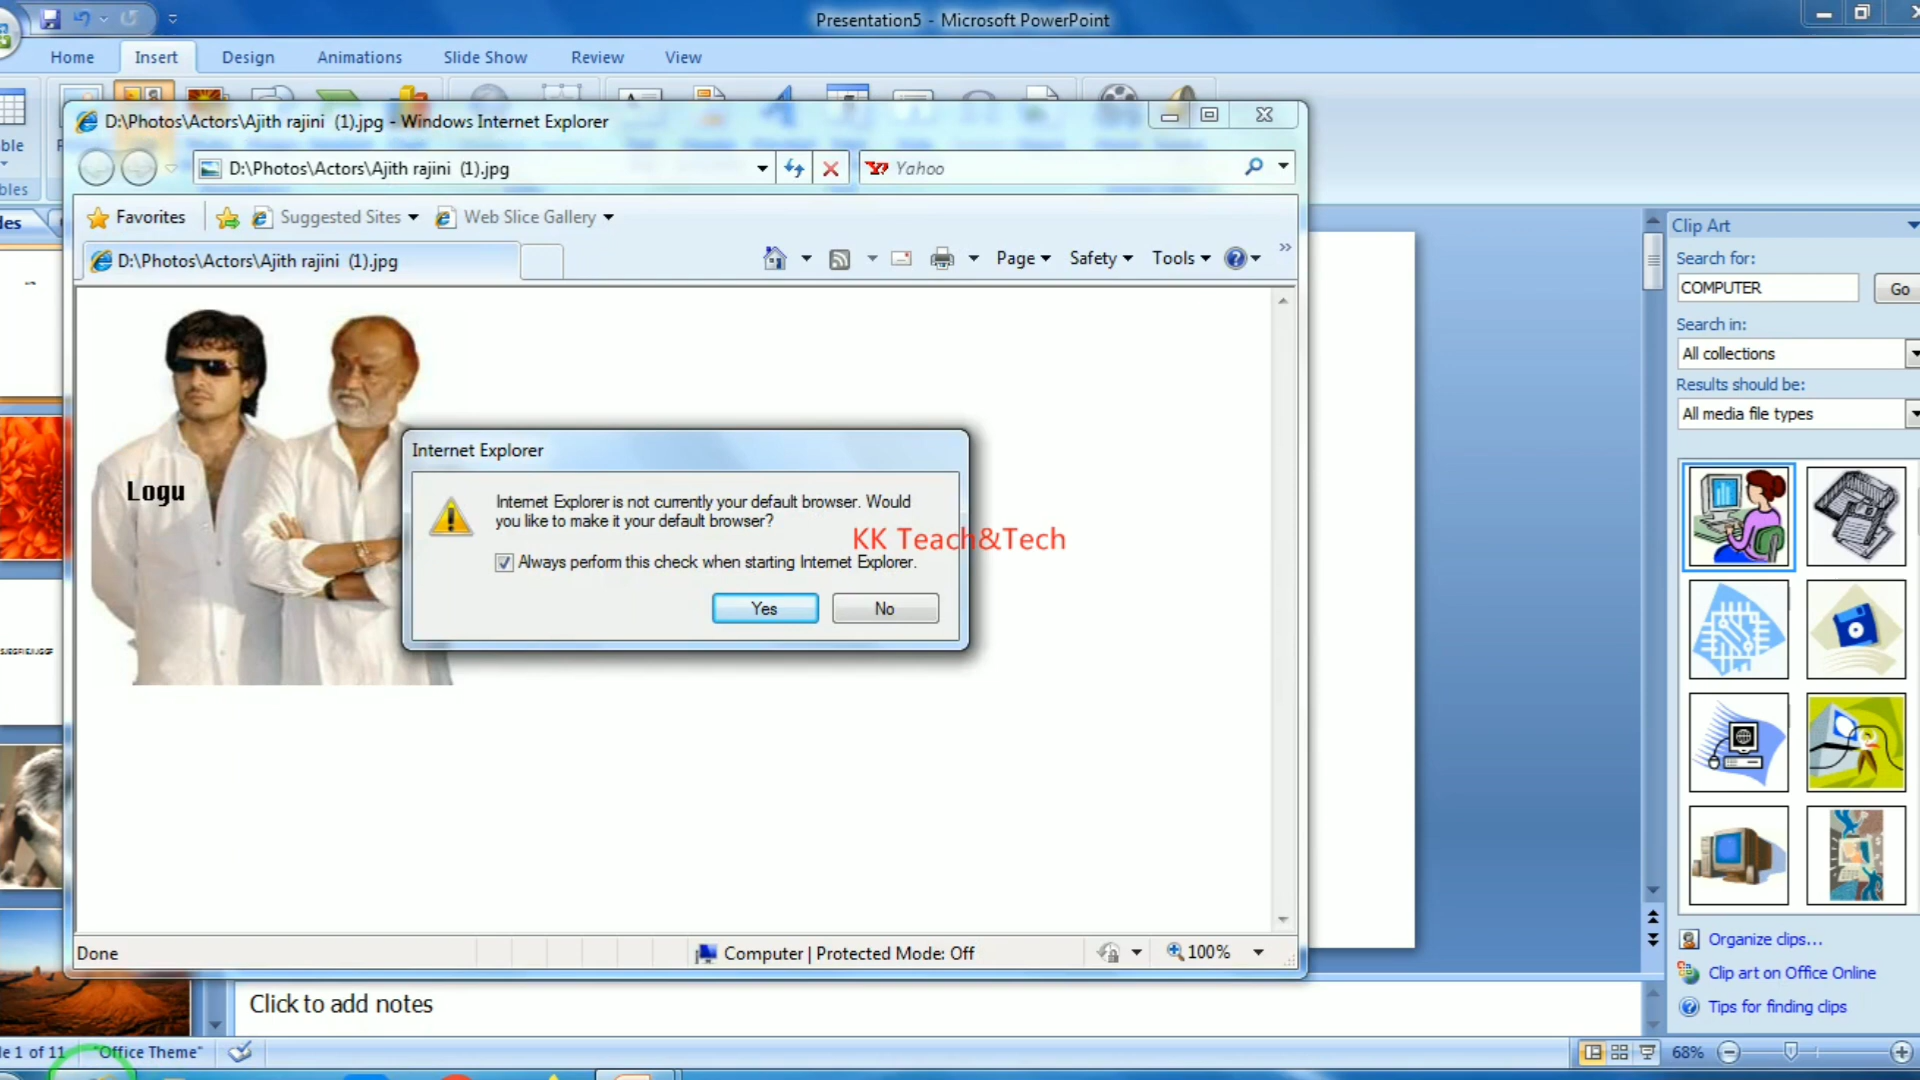 Presentation5 - Microsoft PowerPoint
Home Insert Design Animations Slide Show Review View
D:\Photos\Actors\Ajith rajini (1).jpg - Windows Internet Explorer
D:\Photos\Actors\Ajith rajini (1).jpg
Yahoo
Favorites Suggested Sites Web Slice Gallery
D:\Photos\Actors\Ajith rajini (1).jpg
Page Safety Tools
Logu
Internet Explorer
Internet Explorer is not currently your default browser. Would
you like to make it your default browser?
KK Teach&Tech
Always perform this check when starting Internet Explorer.
Yes No
Done
Computer | Protected Mode: Off
100%
Clip Art
Search for:
COMPUTER
Go
Search in:
All collections
Results should be:
All media file types
Organize clips...
Clip art on Office Online
Tips for finding clips
Click to add notes
le 1 of 11 "Office Theme"
68%